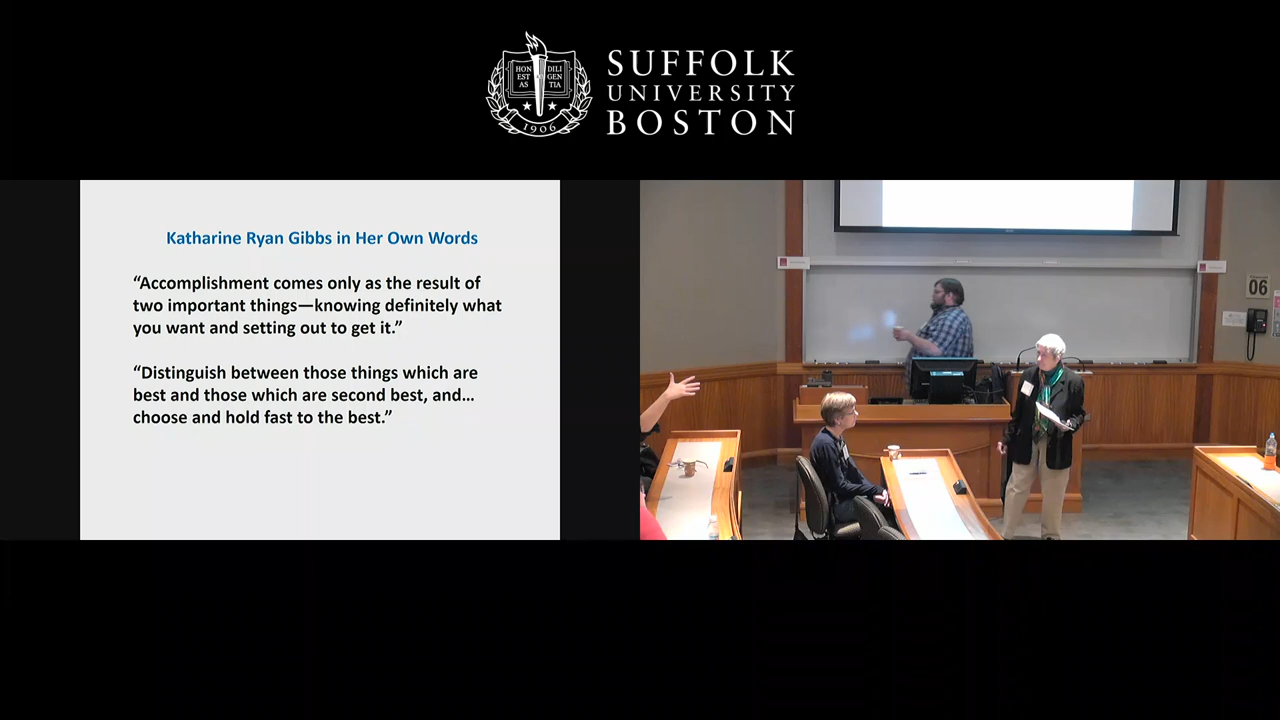 HON
EST
AS
DILI
GEN
TIA
1906
SUFFOLK
UNIVERSITY
BOSTON
Katharine Ryan Gibbs in Her Own Words
“Accomplishment comes only as the result of
two important things—knowing definitely what
you want and setting out to get it.”
“Distinguish between those things which are
best and those which are second best, and…
choose and hold fast to the best.”
06